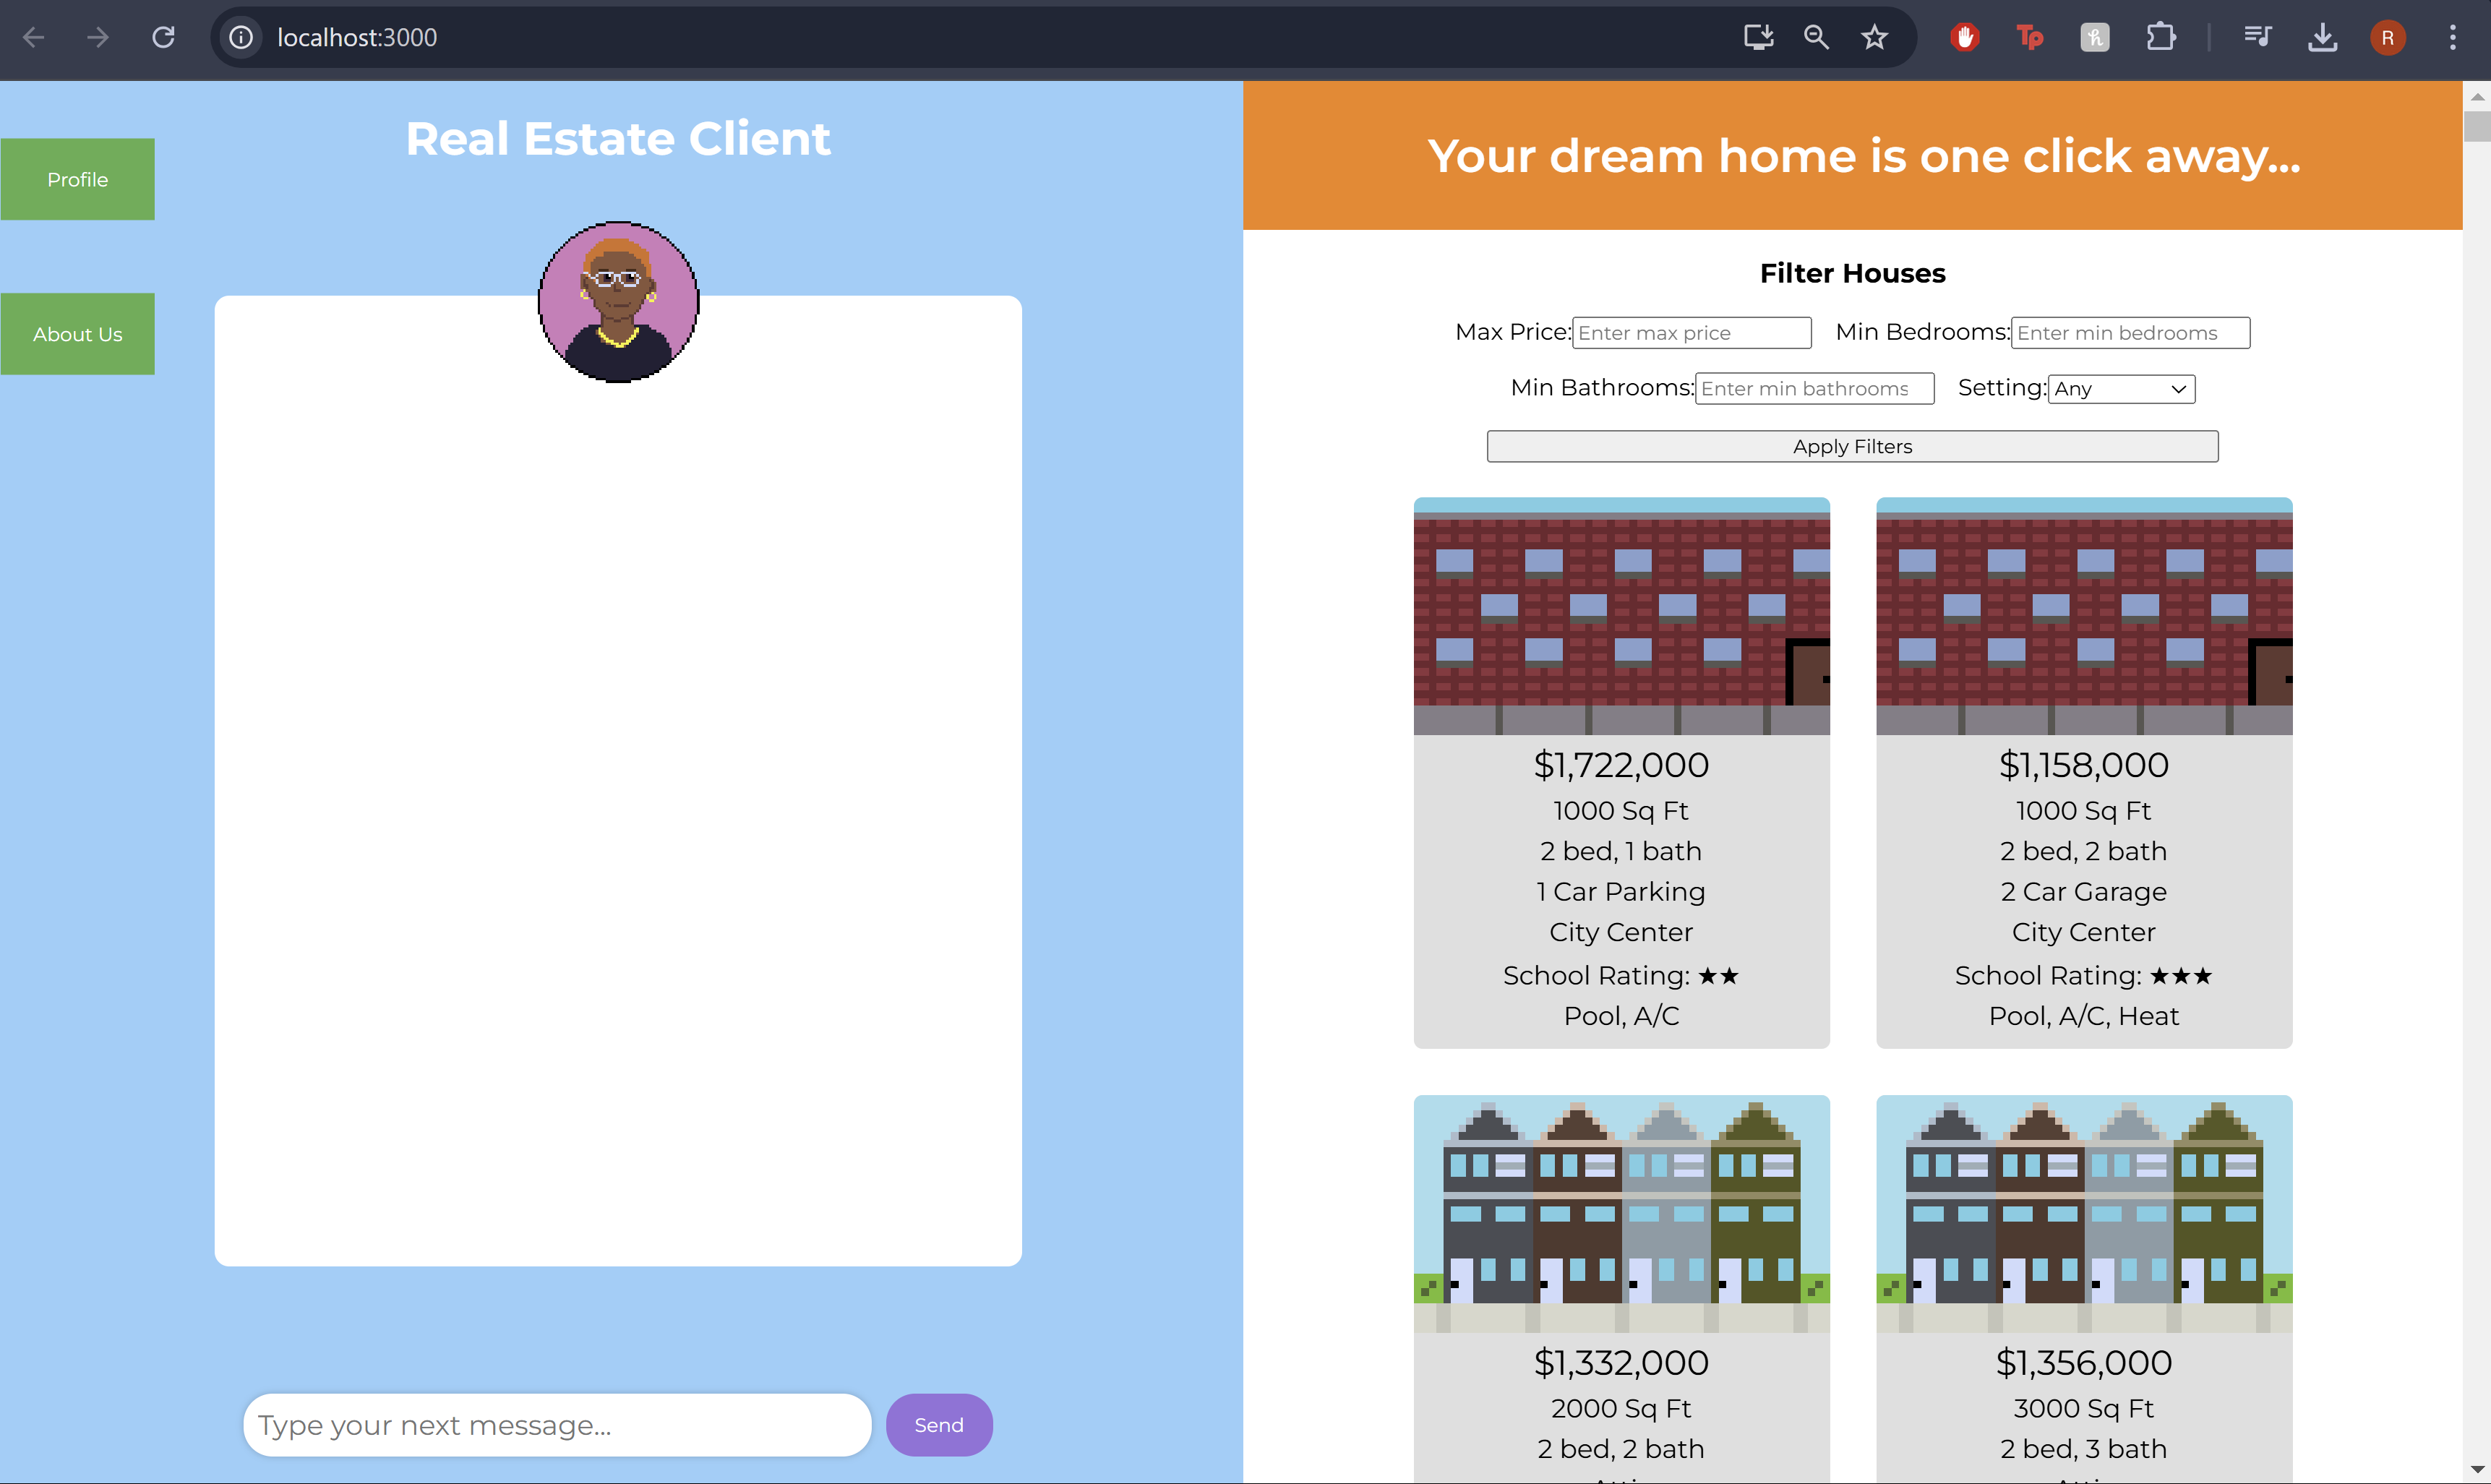 localhost:3000
R
Profile
About Us
Real Estate Client
Type your next message...
Send
Your dream home is one click away...
Filter Houses
Max Price: Enter max price Min Bedrooms: Enter min bedrooms
Min Bathrooms: Enter min bathrooms Setting: Any
Apply Filters
$1,722,000
1000 Sq Ft
2 bed, 1 bath
1 Car Parking
City Center
School Rating: ★★
Pool, A/C
$1,158,000
1000 Sq Ft
2 bed, 2 bath
2 Car Garage
City Center
School Rating: ★★★
Pool, A/C, Heat
$1,332,000
2000 Sq Ft
2 bed, 2 bath
$1,356,000
3000 Sq Ft
2 bed, 3 bath